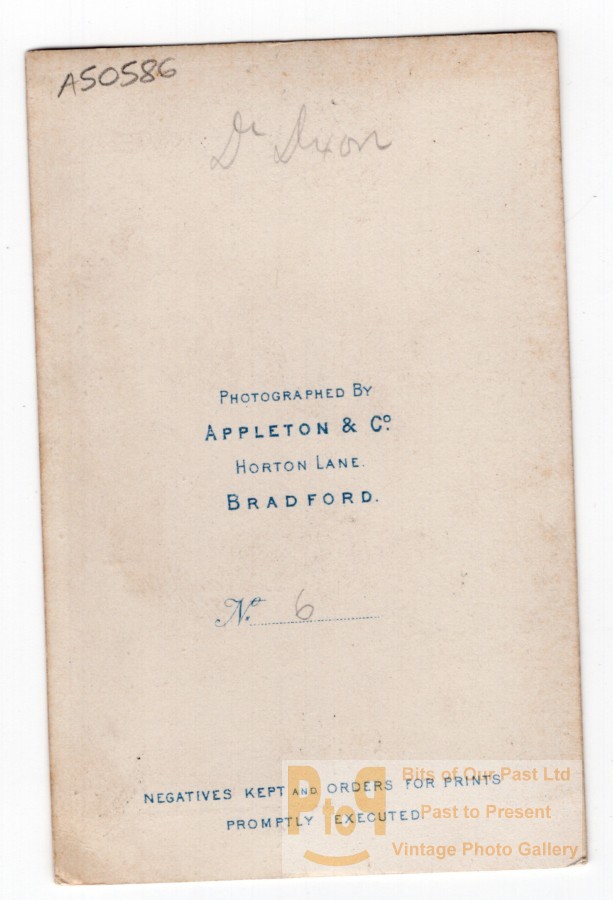 A50586
Dr Dixon
PHOTOGRAPHED BY
APPLETON & Co.
HORTON LANE.
BRADFORD.
No. 6
NEGATIVES KEPT AND ORDERS FOR PRINTS
PROMPTLY EXECUTED
PtoP
Bits of Our Past Ltd
Past to Present
Vintage Photo Gallery